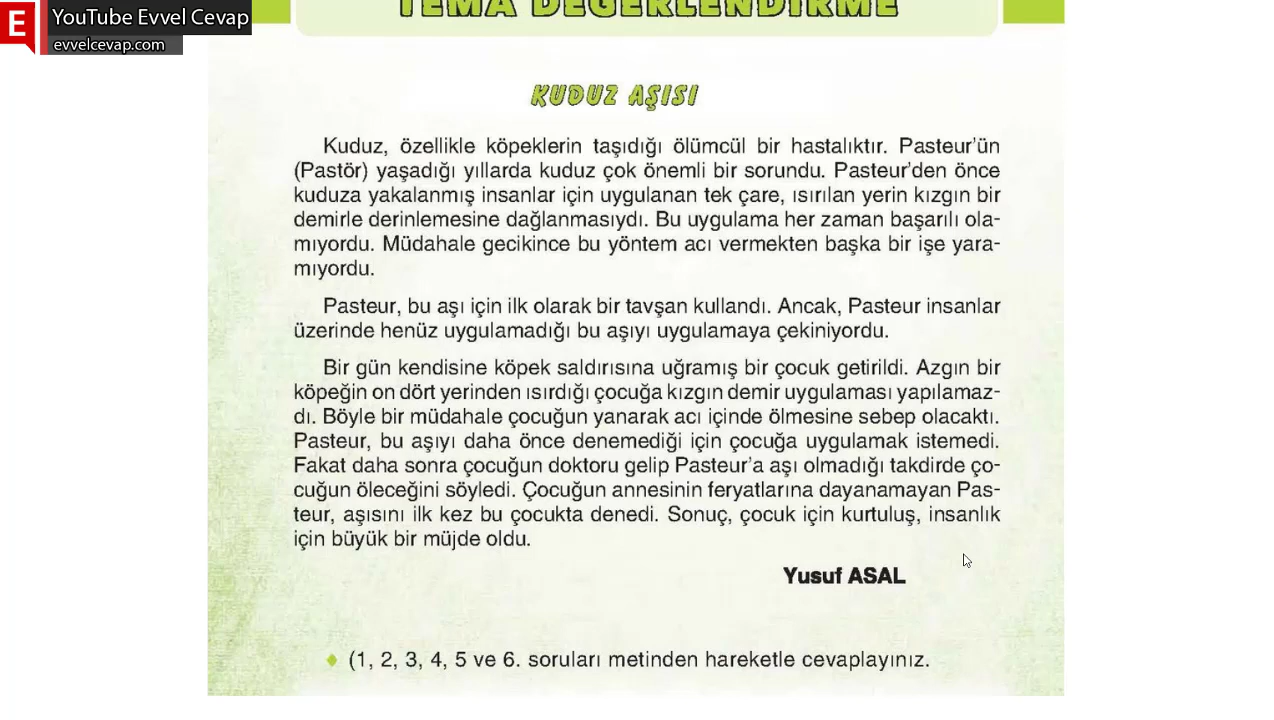 YouTube Evvel Cevap
evvelcevap.com
TEMA DEĞERLENDİRME
KUDUZ AŞISI
Kuduz, özellikle köpeklerin taşıdığı ölümcül bir hastalıktır. Pasteur'ün
(Pastör) yaşadığı yıllarda kuduz çok önemli bir sorundu. Pasteur'den önce
kuduza yakalanmış insanlar için uygulanan tek çare, ısırılan yerin kızgın bir
demirle derinlemesine dağlanmasıydı. Bu uygulama her zaman başarılı ola-
mıyordu. Müdahale gecikince bu yöntem acı vermekten başka bir işe yara-
mıyordu.
Pasteur, bu aşı için ilk olarak bir tavşan kullandı. Ancak, Pasteur insanlar
üzerinde henüz uygulamadığı bu aşıyı uygulamaya çekiniyordu.
Bir gün kendisine köpek saldırısına uğramış bir çocuk getirildi. Azgın bir
köpeğin on dört yerinden ısırdığı çocuğa kızgın demir uygulaması yapılamaz-
dı. Böyle bir müdahale çocuğun yanarak acı içinde ölmesine sebep olacaktı.
Pasteur, bu aşıyı daha önce denemediği için çocuğa uygulamak istemedi.
Fakat daha sonra çocuğun doktoru gelip Pasteur'a aşı olmadığı takdirde ço-
cuğun öleceğini söyledi. Çocuğun annesinin feryatlarına dayanamayan Pas-
teur, aşısını ilk kez bu çocukta denedi. Sonuç, çocuk için kurtuluş, insanlık
için büyük bir müjde oldu.
Yusuf ASAL
(1, 2, 3, 4, 5 ve 6. soruları metinden hareketle cevaplayınız.